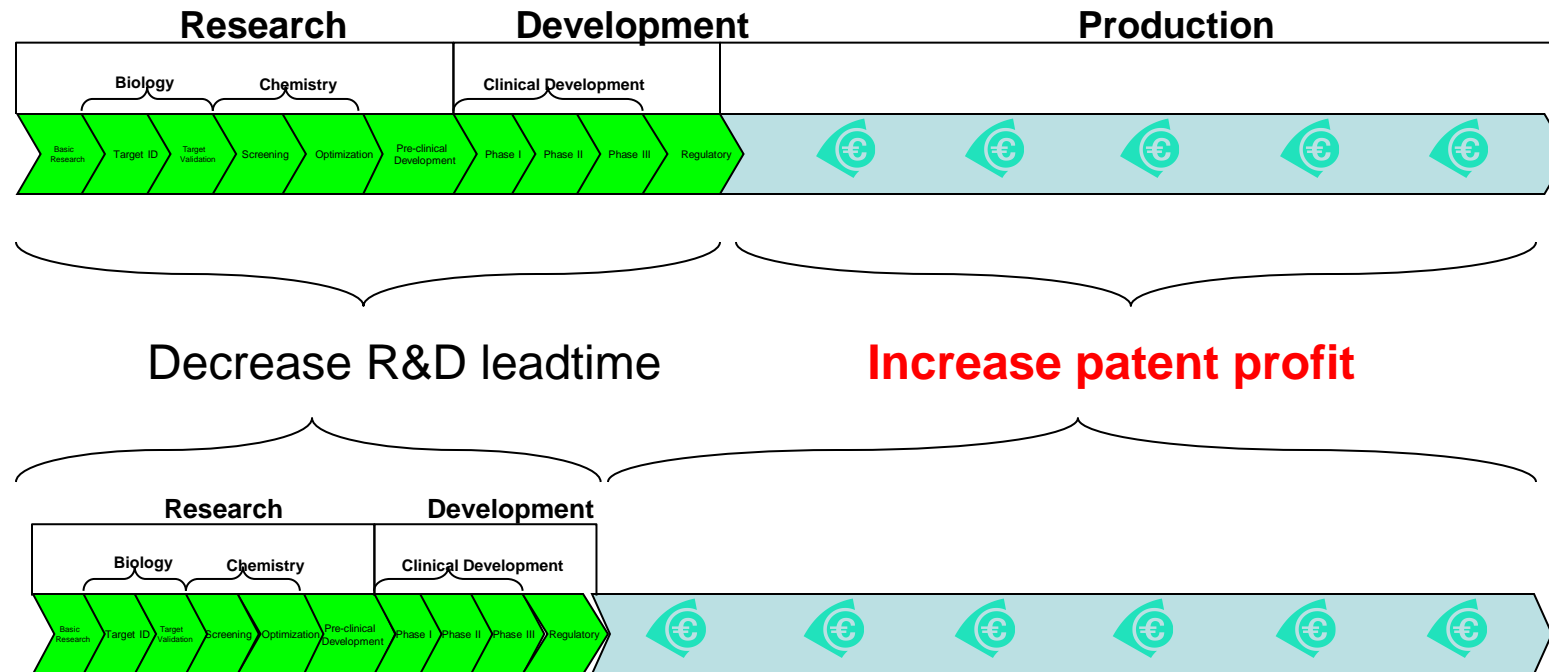 Research Development Production
Biology Chemistry Clinical Development
Basic
Research
Target ID
Target
Validation
Screening
Optimization
Pre-clinical
Development
Phase I
Phase II
Phase III
Regulatory
€ € € € €
Decrease R&D leadtime Increase patent profit
Research Development
Biology Chemistry Clinical Development
Basic
Research
Target ID
Target
Validation
Screening
Optimization
Pre-clinical
Development
Phase I
Phase II
Phase III
Regulatory
€ € € € € €